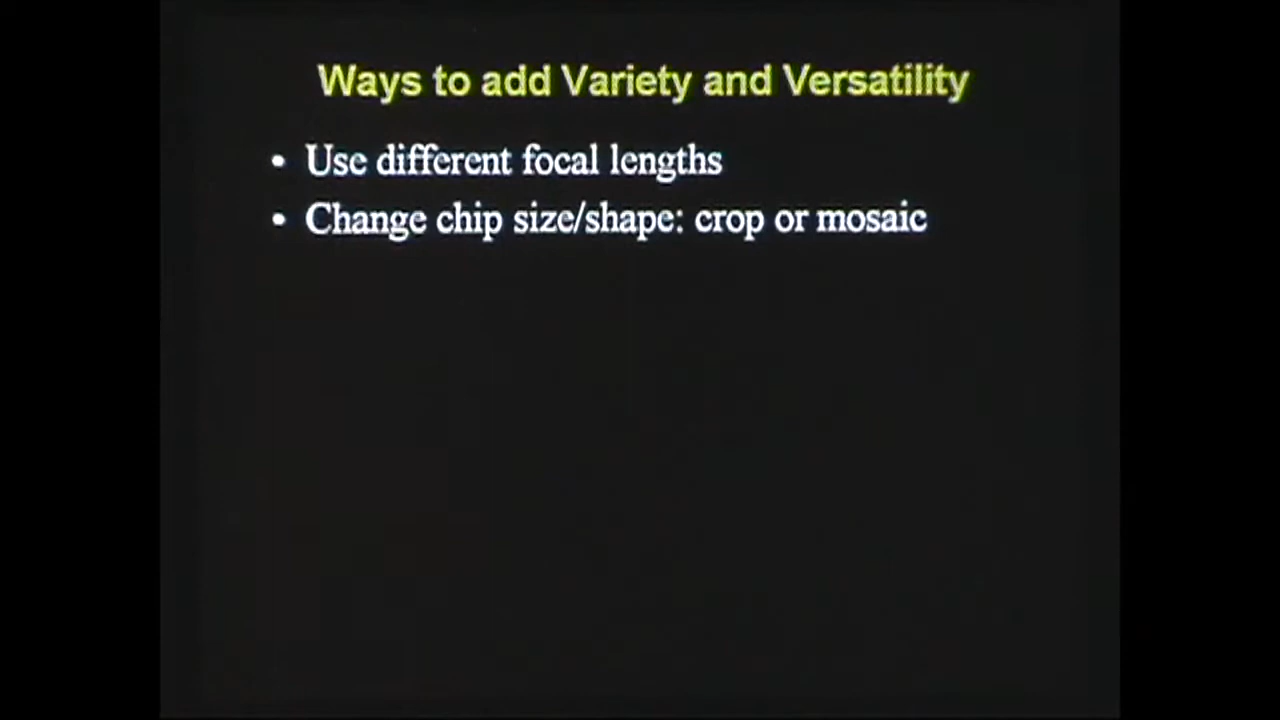 Ways to add Variety and Versatility
• Use different focal lengths
• Change chip size/shape: crop or mosaic